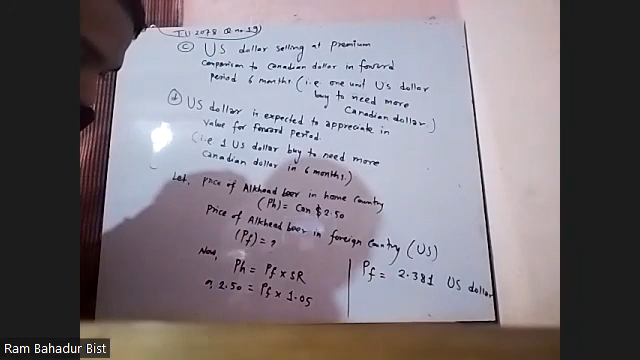 TU 2078 Q no 19)
(c) US dollar selling at premium
comparison to Canadian dollar in forward
period 6 months (i.e one unit US dollar
buy to need more
Canadian dollar.)
(d) US dollar is expected to appreciate in
value for forward period.
(i.e 1 US dollar buy to need more
Canadian dollar in 6 months.)
Let, price of Alkhead beer in home country
(Ph) = Can $ 2.50
Price of Alkhead beer in foreign country (US)
(Pf) = ?
Now,
Ph = Pf x SR
or, 2.50 = Pf x 1.05
Pf = 2.381 US dollar
Ram Bahadur Bist